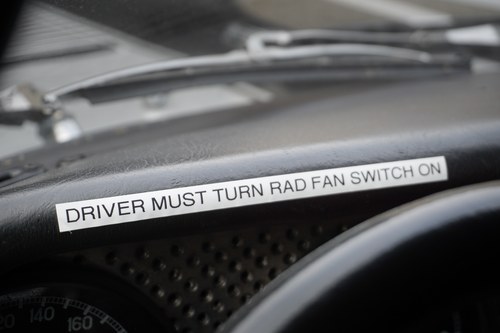 DRIVER MUST TURN RAD FAN SWITCH ON
140
160